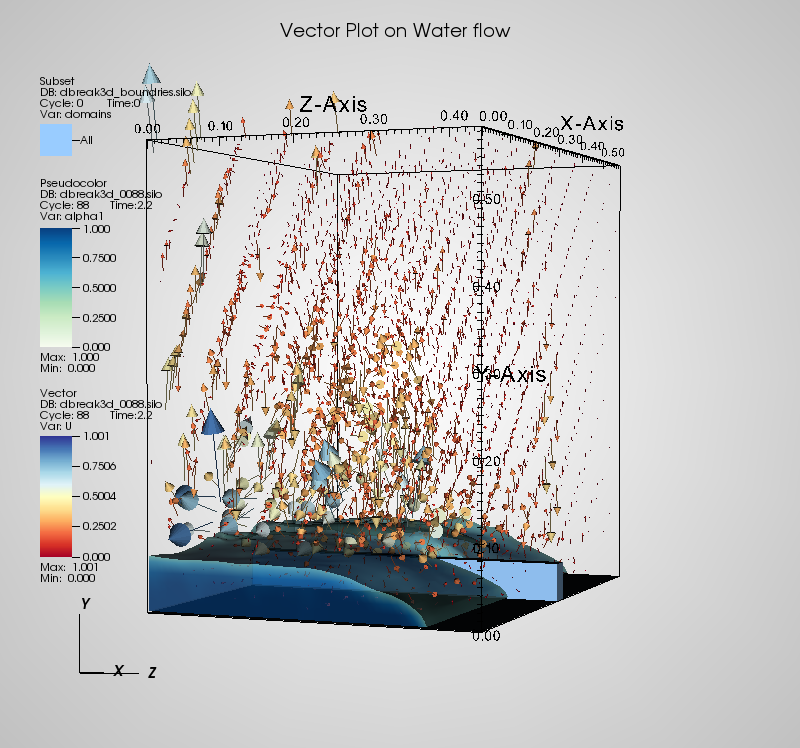 Vector Plot on Water flow
Subset
DB: dbreak3d_boundries.silo
Cycle: 0 Time:0
Var: domains
All
Pseudocolor
DB: dbreak3d_0088.silo
Cycle: 88 Time:2.2
Var: alpha1
1.000
0.7500
0.5000
0.2500
0.000
Max: 1.000
Min: 0.000
Vector
DB: dbreak3d_0088.silo
Cycle: 88 Time:2.2
Var: U
1.001
0.7506
0.5004
0.2502
0.000
Max: 1.001
Min: 0.000
Z-Axis
0.00 0.10 0.20 0.30 0.40
X-Axis
0.00 0.10 0.20 0.30 0.40 0.50
0.50
0.40
Y-Axis
0.20
0.10
0.00
Y
X Z